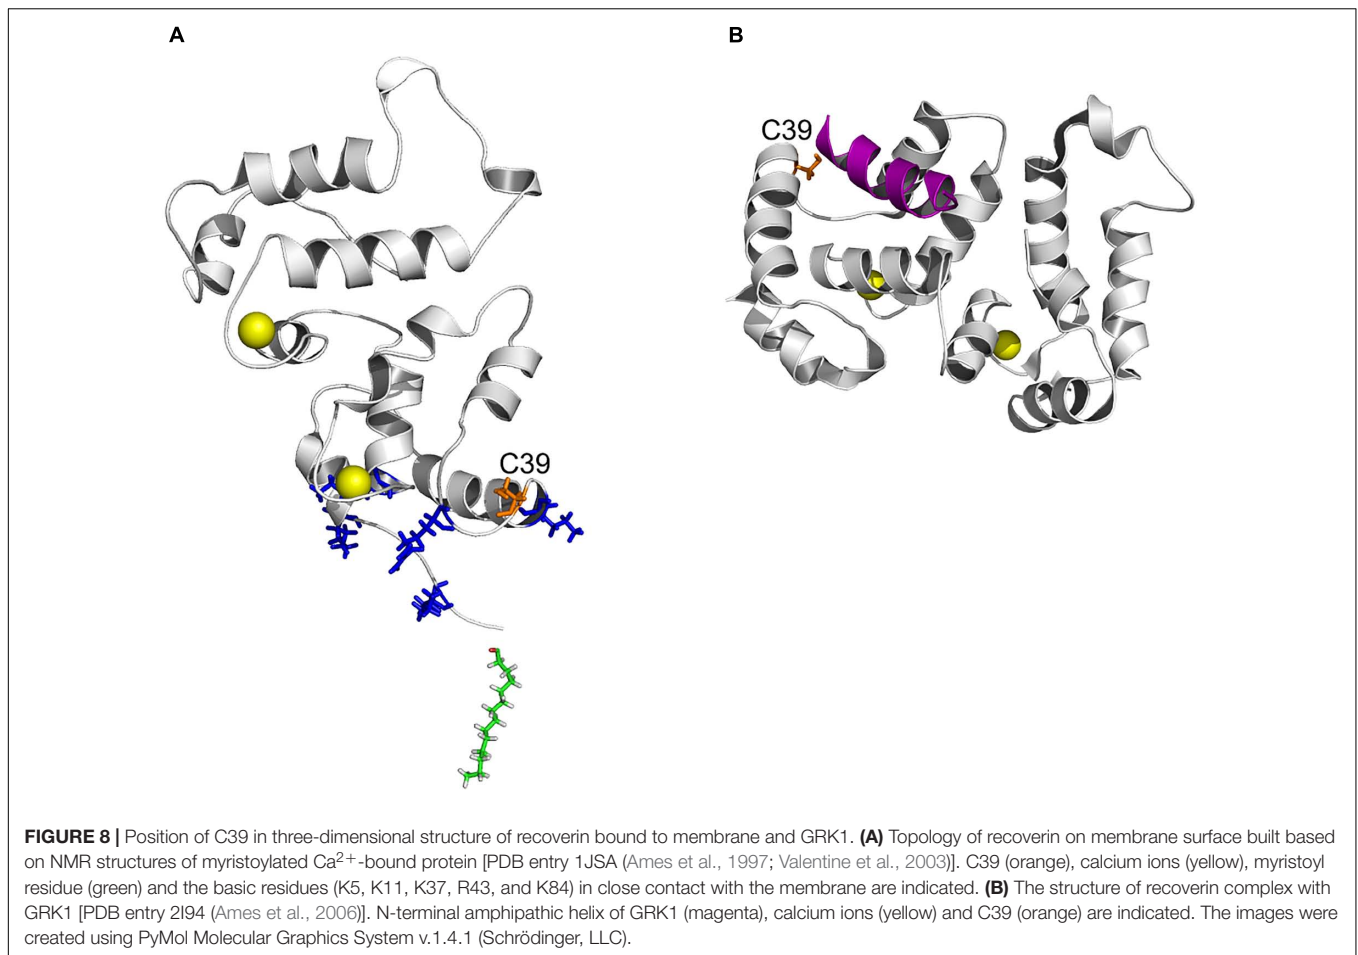 A
B
C39
C39
FIGURE 8 | Position of C39 in three-dimensional structure of recoverin bound to membrane and GRK1. (A) Topology of recoverin on membrane surface built based
on NMR structures of myristoylated Ca2+-bound protein [PDB entry 1JSA (Ames et al., 1997; Valentine et al., 2003)]. C39 (orange), calcium ions (yellow), myristoyl
residue (green) and the basic residues (K5, K11, K37, R43, and K84) in close contact with the membrane are indicated. (B) The structure of recoverin complex with
GRK1 [PDB entry 2I94 (Ames et al., 2006)]. N-terminal amphipathic helix of GRK1 (magenta), calcium ions (yellow) and C39 (orange) are indicated. The images were
created using PyMol Molecular Graphics System v.1.4.1 (Schrödinger, LLC).